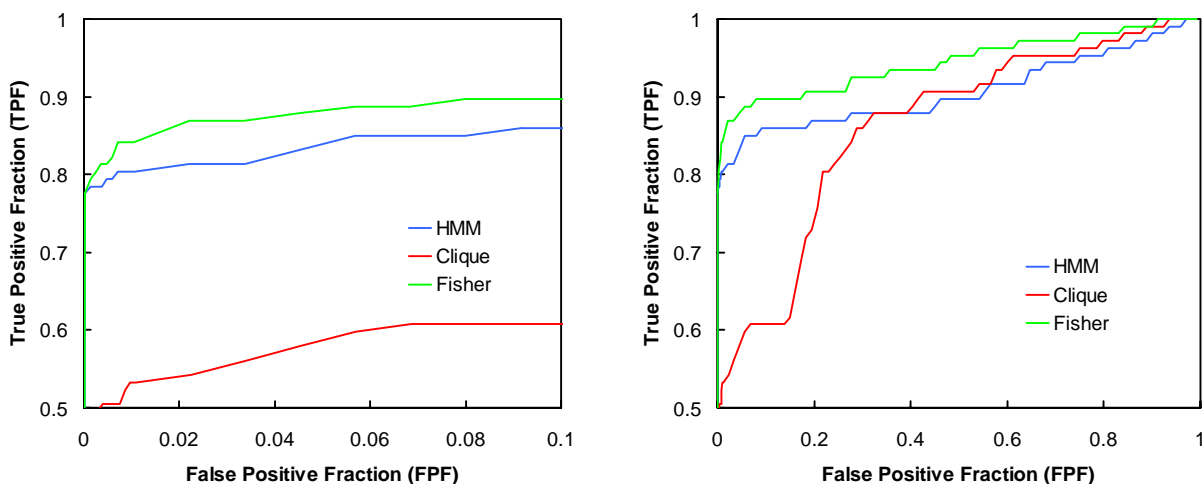 True Positive Fraction (TPF)
1
0.9
0.8
0.7
0.6
0.5
HMM
Clique
Fisher
0
0.02
0.04
0.06
0.08
0.1
False Positive Fraction (FPF)
True Positive Fraction (TPF)
1
0.9
0.8
0.7
0.6
0.5
HMM
Clique
Fisher
0
0.2
0.4
0.6
0.8
1
False Positive Fraction (FPF)